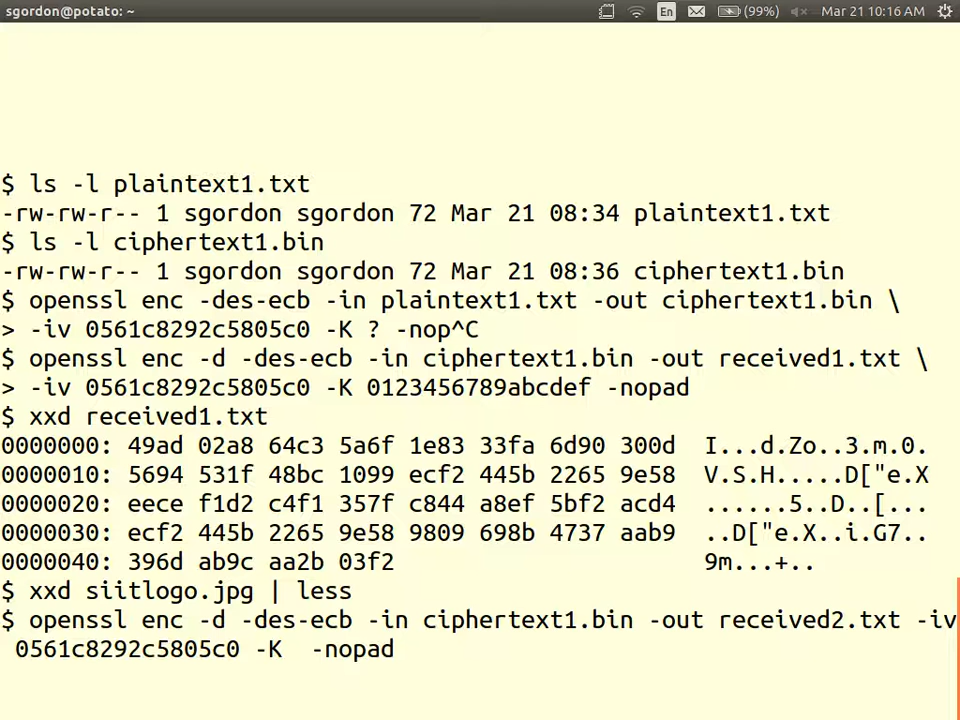 sgordon@potato: ~ En (99%) Mar 21 10:16 AM
$ ls -l plaintext1.txt
-rw-rw-r-- 1 sgordon sgordon 72 Mar 21 08:34 plaintext1.txt
$ ls -l ciphertext1.bin
-rw-rw-r-- 1 sgordon sgordon 72 Mar 21 08:36 ciphertext1.bin
$ openssl enc -des-ecb -in plaintext1.txt -out ciphertext1.bin \
> -iv 0561c8292c5805c0 -K ? -nop^C
$ openssl enc -d -des-ecb -in ciphertext1.bin -out received1.txt \
> -iv 0561c8292c5805c0 -K 0123456789abcdef -nopad
$ xxd received1.txt
0000000: 49ad 02a8 64c3 5a6f 1e83 33fa 6d90 300d  I...d.Zo..3.m.0.
0000010: 5694 531f 48bc 1099 ecf2 445b 2265 9e58  V.S.H.....D["e.X
0000020: eece f1d2 c4f1 357f c844 a8ef 5bf2 acd4  ......5..D..[...
0000030: ecf2 445b 2265 9e58 9809 698b 4737 aab9  ..D["e.X..i.G7..
0000040: 396d ab9c aa2b 03f2                      9m...+..
$ xxd siitlogo.jpg | less
$ openssl enc -d -des-ecb -in ciphertext1.bin -out received2.txt -iv
 0561c8292c5805c0 -K  -nopad